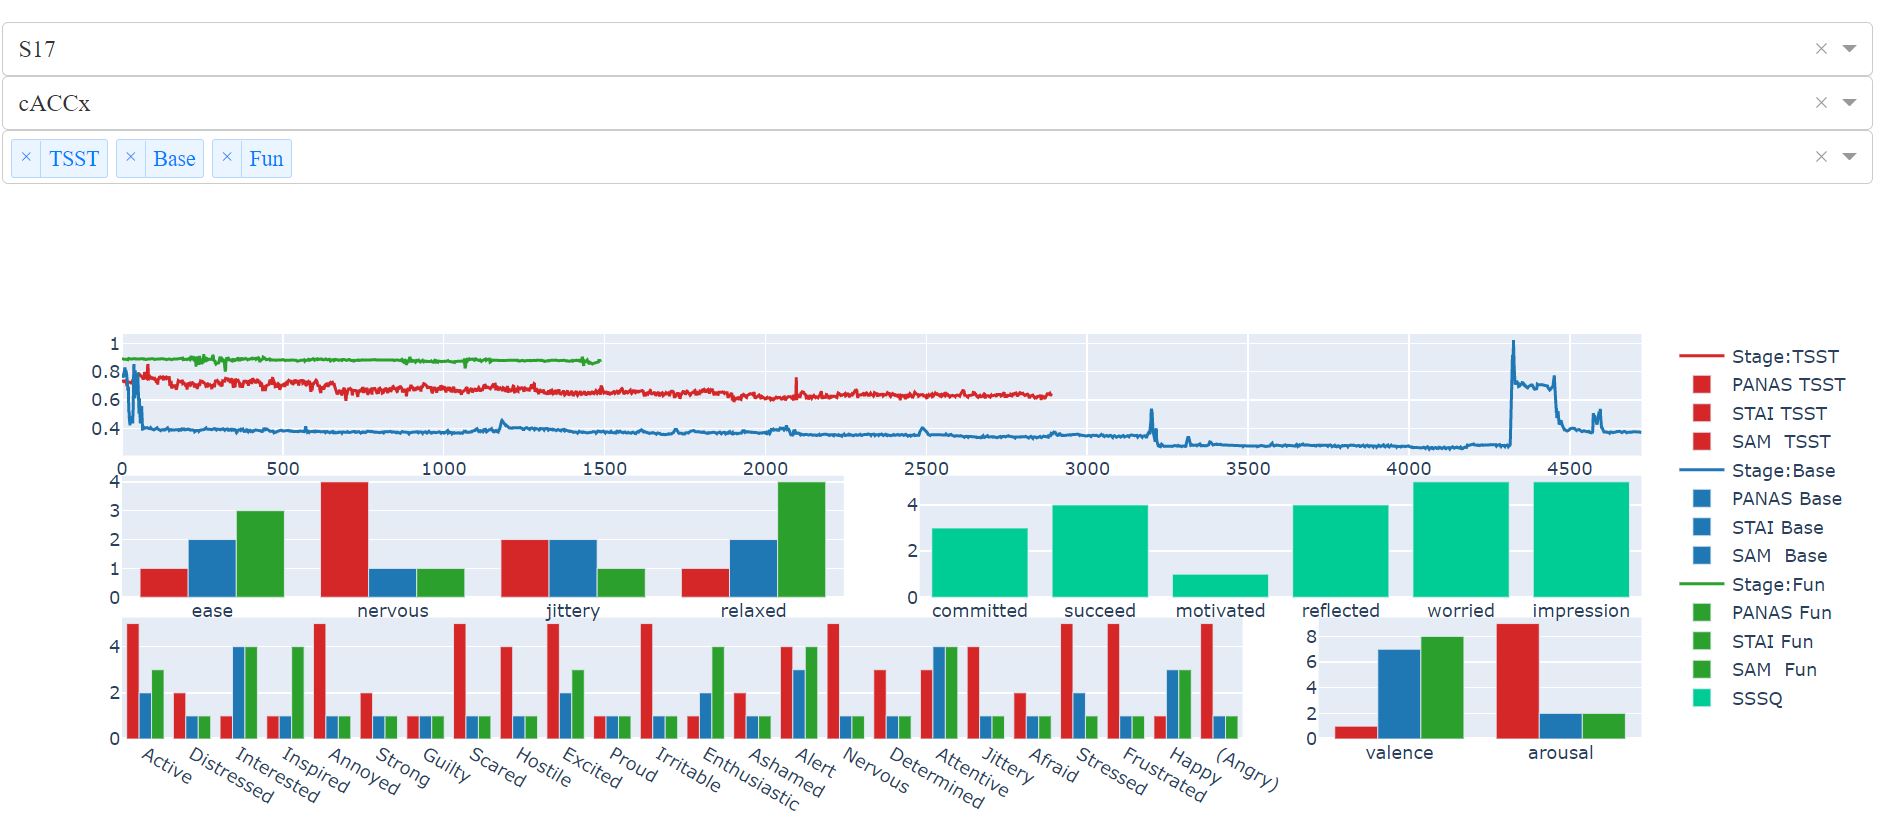 S17
cACCx
TSST Base Fun
1
0.8
0.6
0.4
0 500 1000 1500 2000 2500 3000 3500 4000 4500
4
3
2
1
0
ease nervous jittery relaxed
4
2
0
committed succeed motivated reflected worried impression
4
2
0
Active Distressed Interested Inspired Annoyed Strong Guilty Scared Hostile Excited Proud Irritable Enthusiastic Ashamed Alert Nervous Determined Attentive Jittery Afraid Stressed Frustrated Happy (Angry)
8
6
4
2
0
valence arousal
Stage:TSST
PANAS TSST
STAI TSST
SAM TSST
Stage:Base
PANAS Base
STAI Base
SAM Base
Stage:Fun
PANAS Fun
STAI Fun
SAM Fun
SSSQ